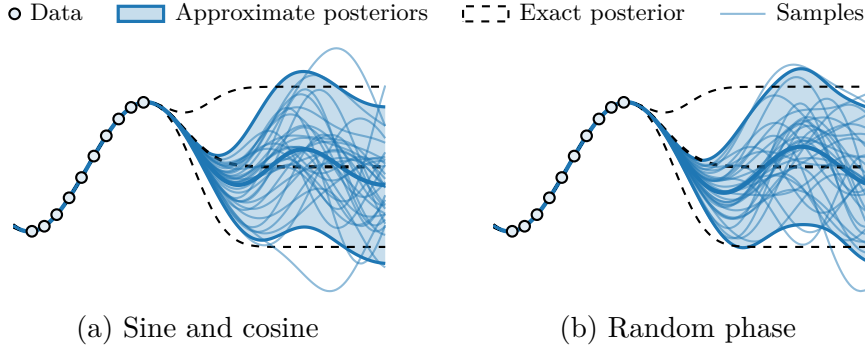 Data Approximate posteriors Exact posterior Samples
(a) Sine and cosine
(b) Random phase